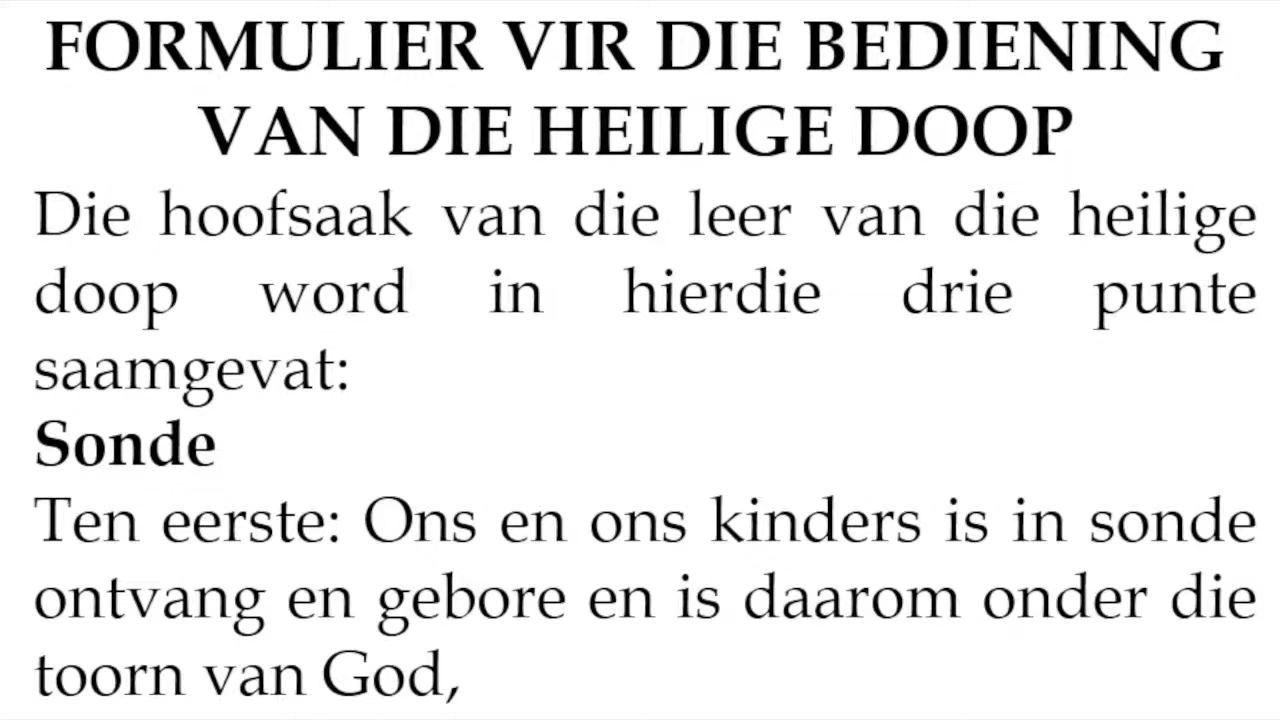 FORMULIER VIR DIE BEDIENING
VAN DIE HEILIGE DOOP
Die hoofsaak van die leer van die heilige
doop word in hierdie drie punte
saamgevat:
Sonde
Ten eerste: Ons en ons kinders is in sonde
ontvang en gebore en is daarom onder die
toorn van God,